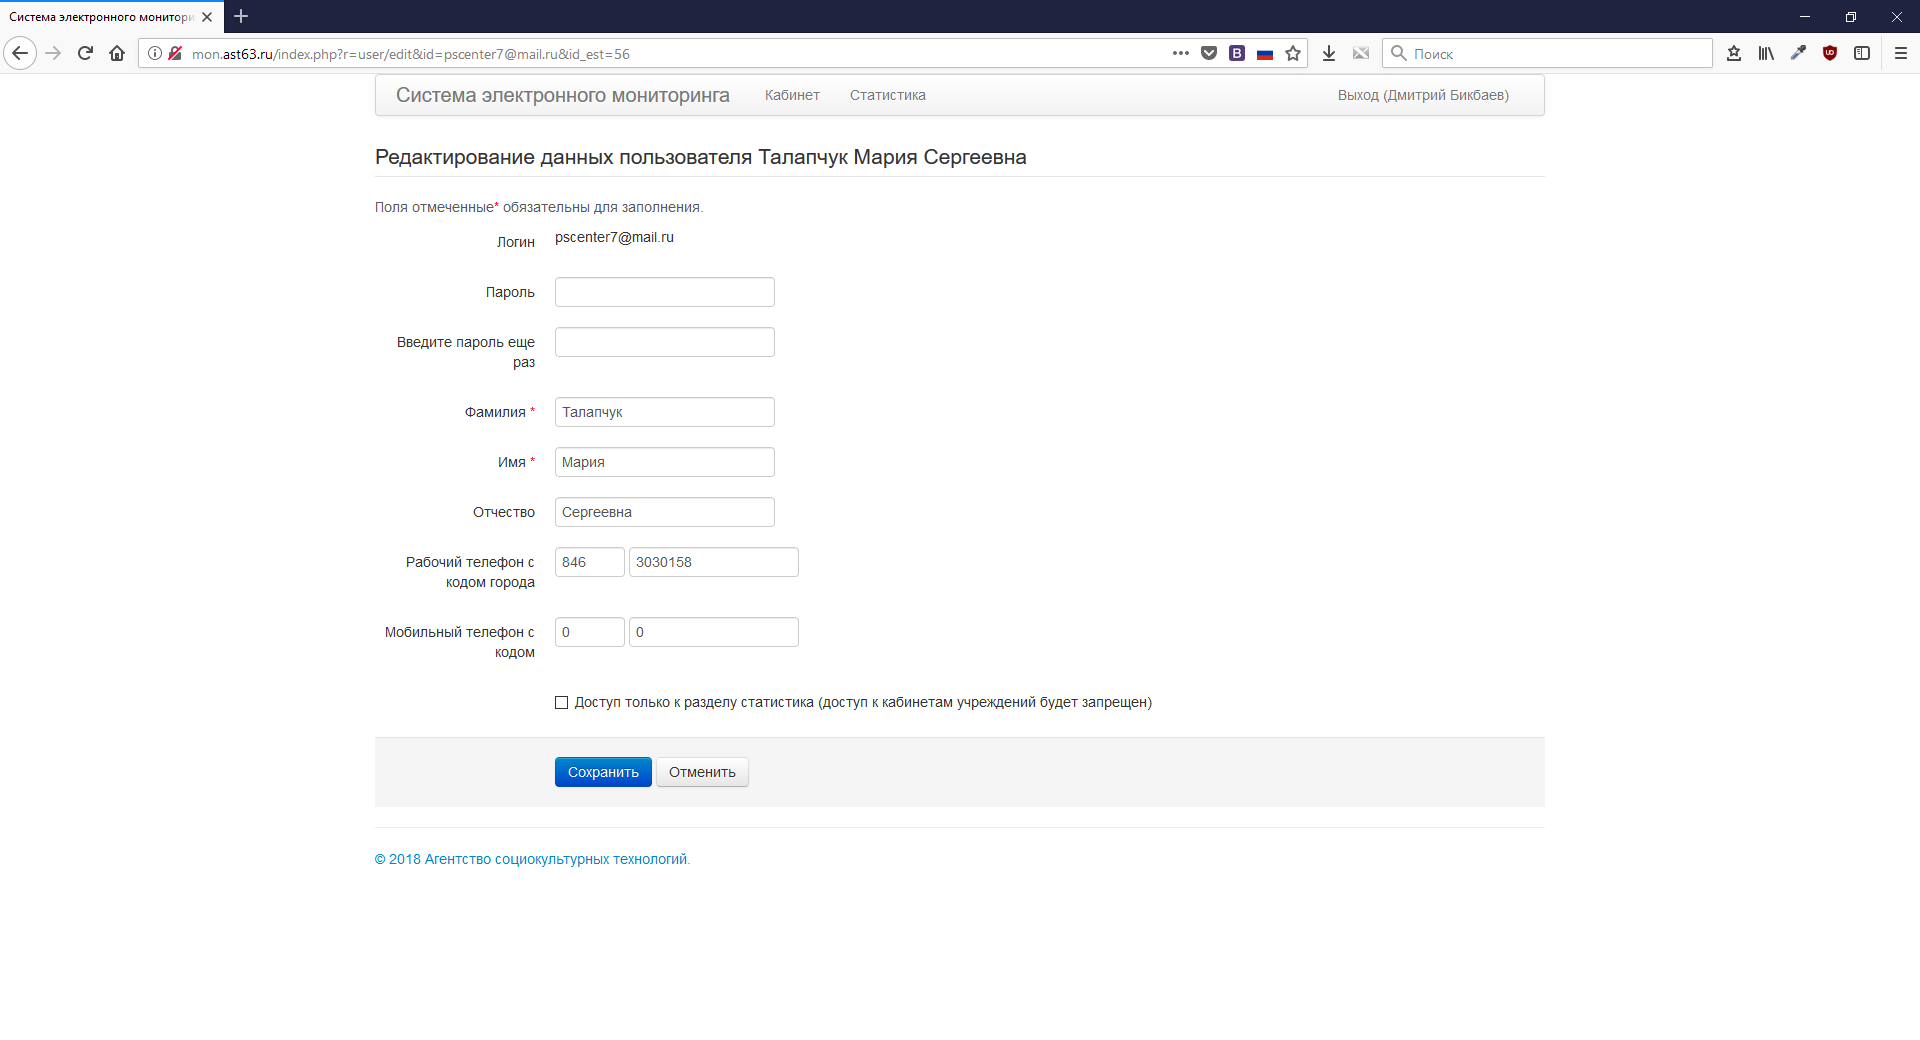 Система электронного монитори
mon.ast63.ru/index.php?r=user/edit&id=pscenter7@mail.ru&id_est=56
Поиск
Система электронного мониторинга Кабинет Статистика Выход (Дмитрий Бикбаев)
Редактирование данных пользователя Талапчук Мария Сергеевна
Поля отмеченные* обязательны для заполнения.
Логин pscenter7@mail.ru
Пароль
Введите пароль еще
раз
Фамилия * Талапчук
Имя * Мария
Отчество Сергеевна
Рабочий телефон с 846 3030158
кодом города
Мобильный телефон с 0 0
кодом
Доступ только к разделу статистика (доступ к кабинетам учреждений будет запрещен)
Сохранить Отменить
© 2018 Агентство социокультурных технологий.